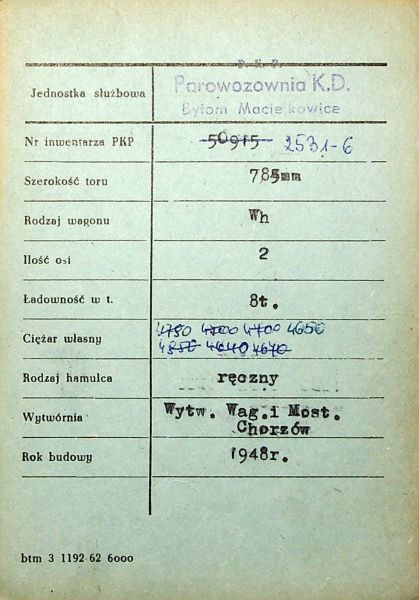 P.K.P.
Parowozownia K.D.
Jednostka służbowa
Bytom Maciejkowice
Nr inwentarza PKP 50915 2531-6
Szerokość toru 785mm
Rodzaj wagonu Wh
Ilość osi 2
Ładowność w t. 8t.
4750 4700 4700 4650
Ciężar własny
4850 4640 4670
Rodzaj hamulca ręczny
Wytwórnia Wytw. Wag.i Most.
Chorzów
Rok budowy 1948r.
btm 3 1192 62 6000